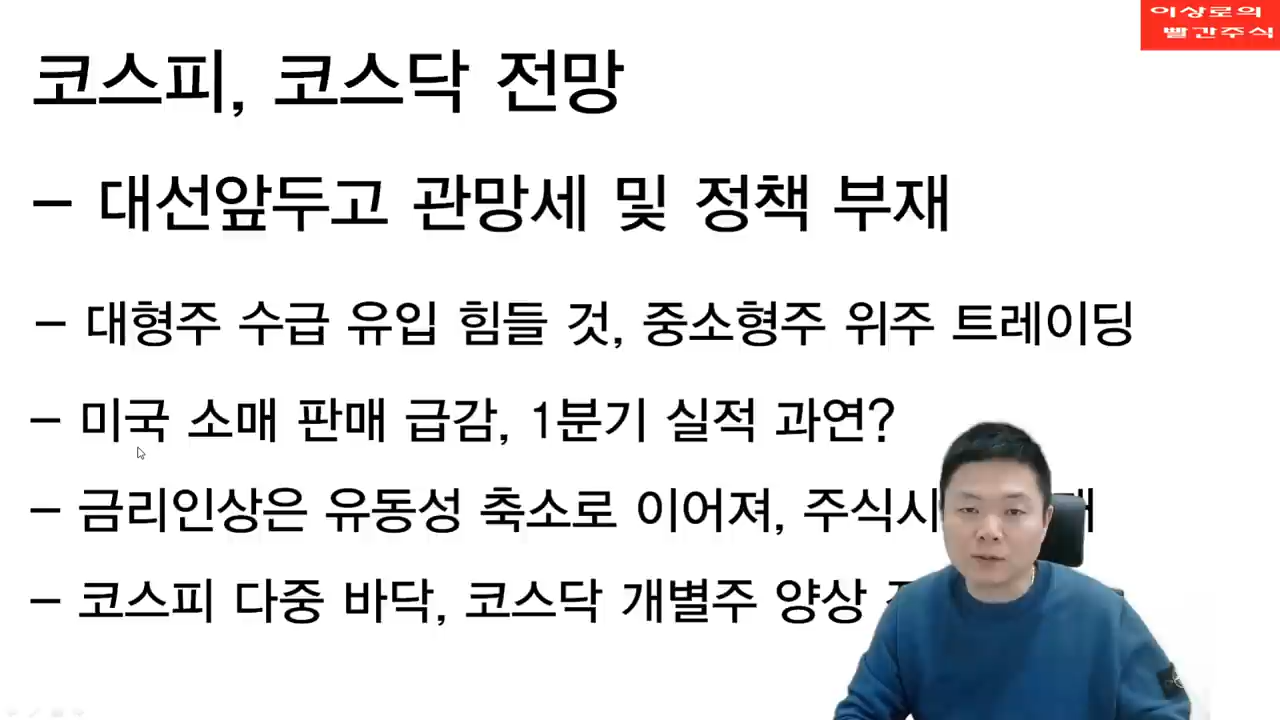 이상로의
빨간주식
코스피, 코스닥 전망
- 대선앞두고 관망세 및 정책 부재
- 대형주 수급 유입 힘들 것, 중소형주 위주 트레이딩
- 미국 소매 판매 급감, 1분기 실적 과연?
- 금리인상은 유동성 축소로 이어져, 주식시
- 코스피 다중 바닥, 코스닥 개별주 양상